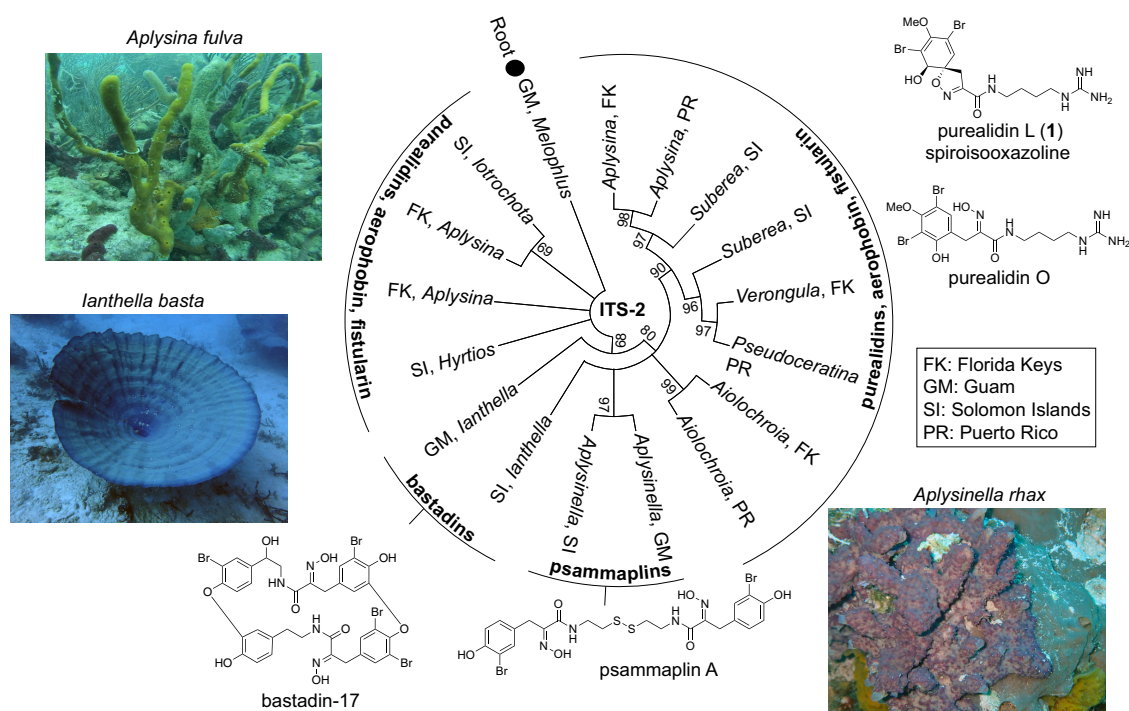 Aplysina fulva
Ianthella basta
Root
GM, Melophlus
SI, Iotrochota
FK, Aplysina
69
FK, Aplysina
SI, Hyrtios
GM, Ianthella
68
SI, Ianthella
Aplysinella, SI
97
Aplysinella, GM
Aiolochroia, PR
99
Aiolochroia, FK
80
Pseudoceratina
PR
97
Verongula, FK
96
Suberea, SI
90
Suberea, SI
97
Aplysina, PR
98
Aplysina, FK
ITS-2
purealidins, aerophobin, fistularin
purealidins, aerophobin, fistularin
bastadins
psammaplins
Br
MeO
Br
HO
O
N
O
NH
N
H
NH
NH2
purealidin L (1)
spiroisooxazoline
Br
MeO
Br
OH
HO
N
O
H
N
N
H
NH
NH2
purealidin O
FK: Florida Keys
GM: Guam
SI: Solomon Islands
PR: Puerto Rico
Aplysinella rhax
OH
Br
O
NH
O
HO
N
Br
OH
O
Br
Br
N
OH
O
HN
HO
bastadin-17
HO
Br
N
OH
O
N
H
S
S
H
N
O
HO
N
Br
OH
psammaplin A